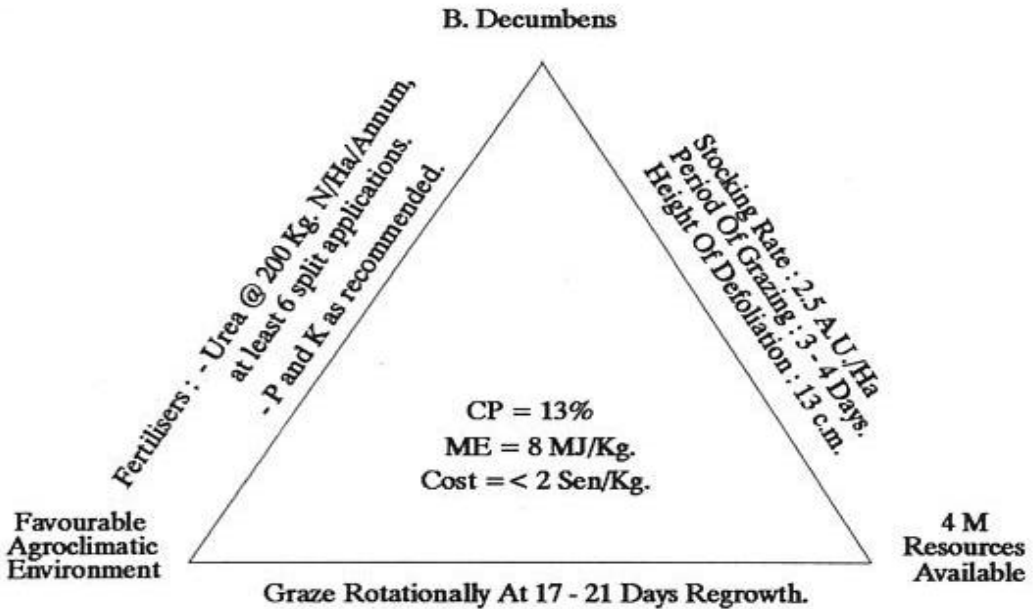 B. Decumbens
Fertilisers : - Urea @ 200 Kg. N/Ha/Annum,
at least 6 split applications.
- P and K as recommended.
Stocking Rate : 2.5 A.U./Ha
Period Of Grazing : 3 - 4 Days.
Height Of Defoliation : 13 c.m.
CP = 13%
ME = 8 MJ/Kg.
Cost = < 2 Sen/Kg.
Favourable
Agroclimatic
Environment
4 M
Resources
Available
Graze Rotationally At 17 - 21 Days Regrowth.